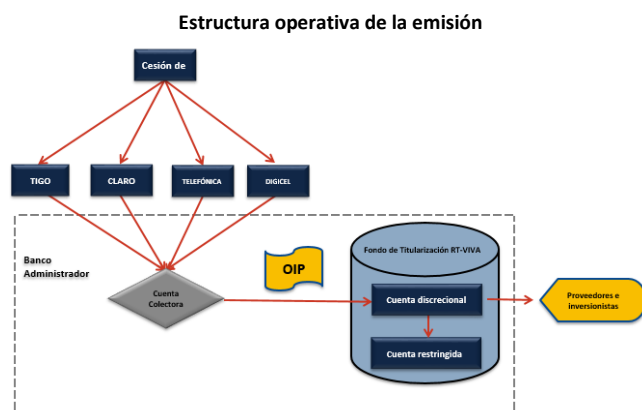 Estructura operativa de la emisión
Cesión de
TIGO
CLARO
TELEFÓNICA
DIGICEL
Banco
Administrador
Cuenta
Colectora
OIP
Fondo de Titularización RT-VIVA
Cuenta discrecional
Cuenta restringida
Proveedores e
inversionistas